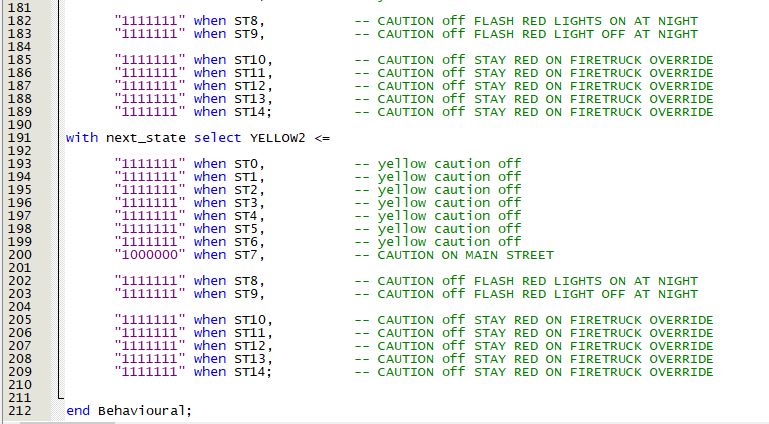 181
182 "1111111" when ST8, -- CAUTION off FLASH RED LIGHTS ON AT NIGHT
183 "1111111" when ST9, -- CAUTION off FLASH RED LIGHT OFF AT NIGHT
184
185 "1111111" when ST10, -- CAUTION off STAY RED ON FIRETRUCK OVERRIDE
186 "1111111" when ST11, -- CAUTION off STAY RED ON FIRETRUCK OVERRIDE
187 "1111111" when ST12, -- CAUTION off STAY RED ON FIRETRUCK OVERRIDE
188 "1111111" when ST13, -- CAUTION off STAY RED ON FIRETRUCK OVERRIDE
189 "1111111" when ST14; -- CAUTION off STAY RED ON FIRETRUCK OVERRIDE
190
191 with next_state select YELLOW2 <=
192
193 "1111111" when ST0, -- yellow caution off
194 "1111111" when ST1, -- yellow caution off
195 "1111111" when ST2, -- yellow caution off
196 "1111111" when ST3, -- yellow caution off
197 "1111111" when ST4, -- yellow caution off
198 "1111111" when ST5, -- yellow caution off
199 "1111111" when ST6, -- yellow caution off
200 "1000000" when ST7, -- CAUTION ON MAIN STREET
201
202 "1111111" when ST8, -- CAUTION off FLASH RED LIGHTS ON AT NIGHT
203 "1111111" when ST9, -- CAUTION off FLASH RED LIGHT OFF AT NIGHT
204
205 "1111111" when ST10, -- CAUTION off STAY RED ON FIRETRUCK OVERRIDE
206 "1111111" when ST11, -- CAUTION off STAY RED ON FIRETRUCK OVERRIDE
207 "1111111" when ST12, -- CAUTION off STAY RED ON FIRETRUCK OVERRIDE
208 "1111111" when ST13, -- CAUTION off STAY RED ON FIRETRUCK OVERRIDE
209 "1111111" when ST14; -- CAUTION off STAY RED ON FIRETRUCK OVERRIDE
210
211
212 end Behavioural;